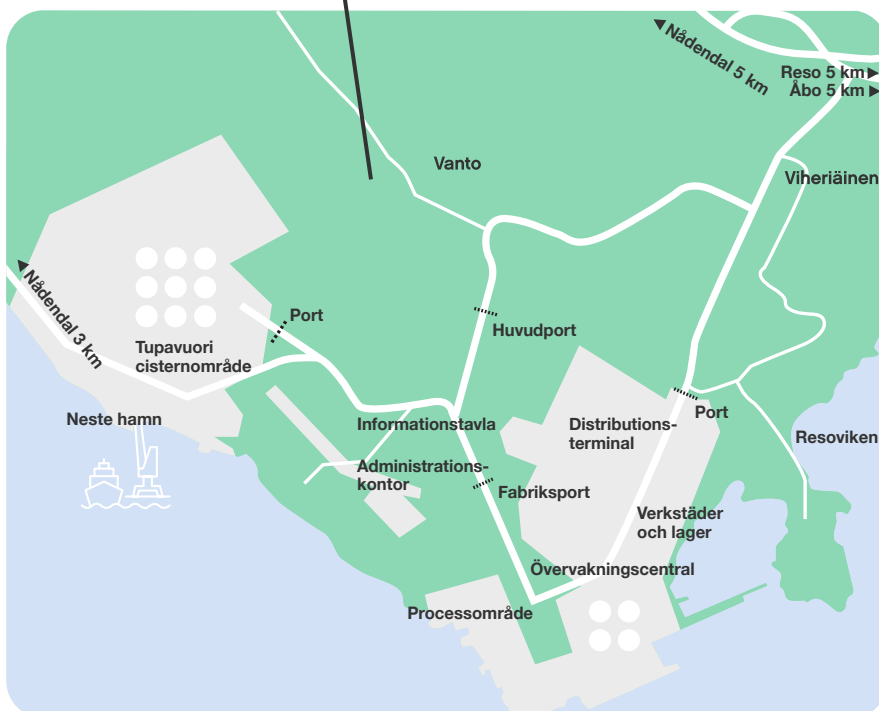 Nådendal 5 km
Reso 5 km
Åbo 5 km
Vanto
Viheriäinen
Nådendal 3 km
Port
Huvudport
Tupavuori
cisternområde
Neste hamn
Informationstavla
Distributions-
terminal
Port
Resoviken
Administrations-
kontor
Fabriksport
Verkstäder
och lager
Övervakningscentral
Processområde